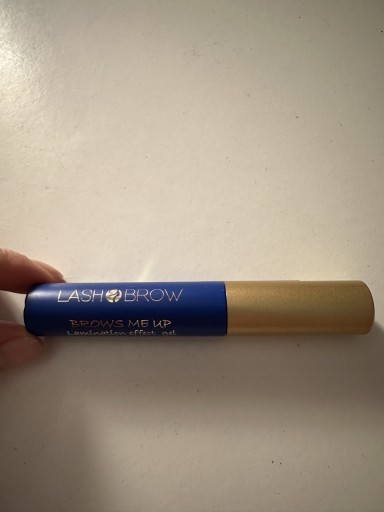 LASH BROW
BROWS ME UP
Lamination effect gel